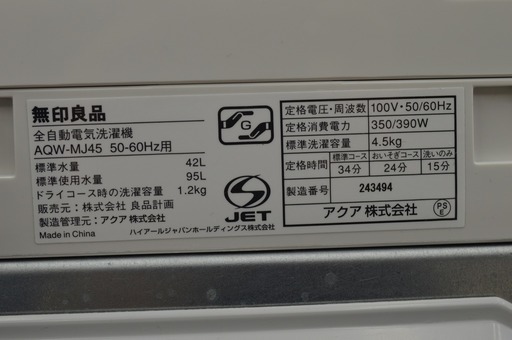 無印良品
全自動電気洗濯機
AQW-MJ45 50-60Hz用
標準水量 42L
標準使用水量 95L
ドライコース時の洗濯容量 1.2kg
販売元：株式会社 良品計画
製造管理元：アクア 株式会社
Made in China
ハイアールジャパンホールディングス株式会社
G
JET
定格電圧・周波数 100V・50/60Hz
定格消費電力 350/390W
標準洗濯容量 4.5kg
定格時間 標準コース おいそぎコース 洗いのみ
34分 24分 15分
製造番号 243494
アクア 株式会社
PS
E